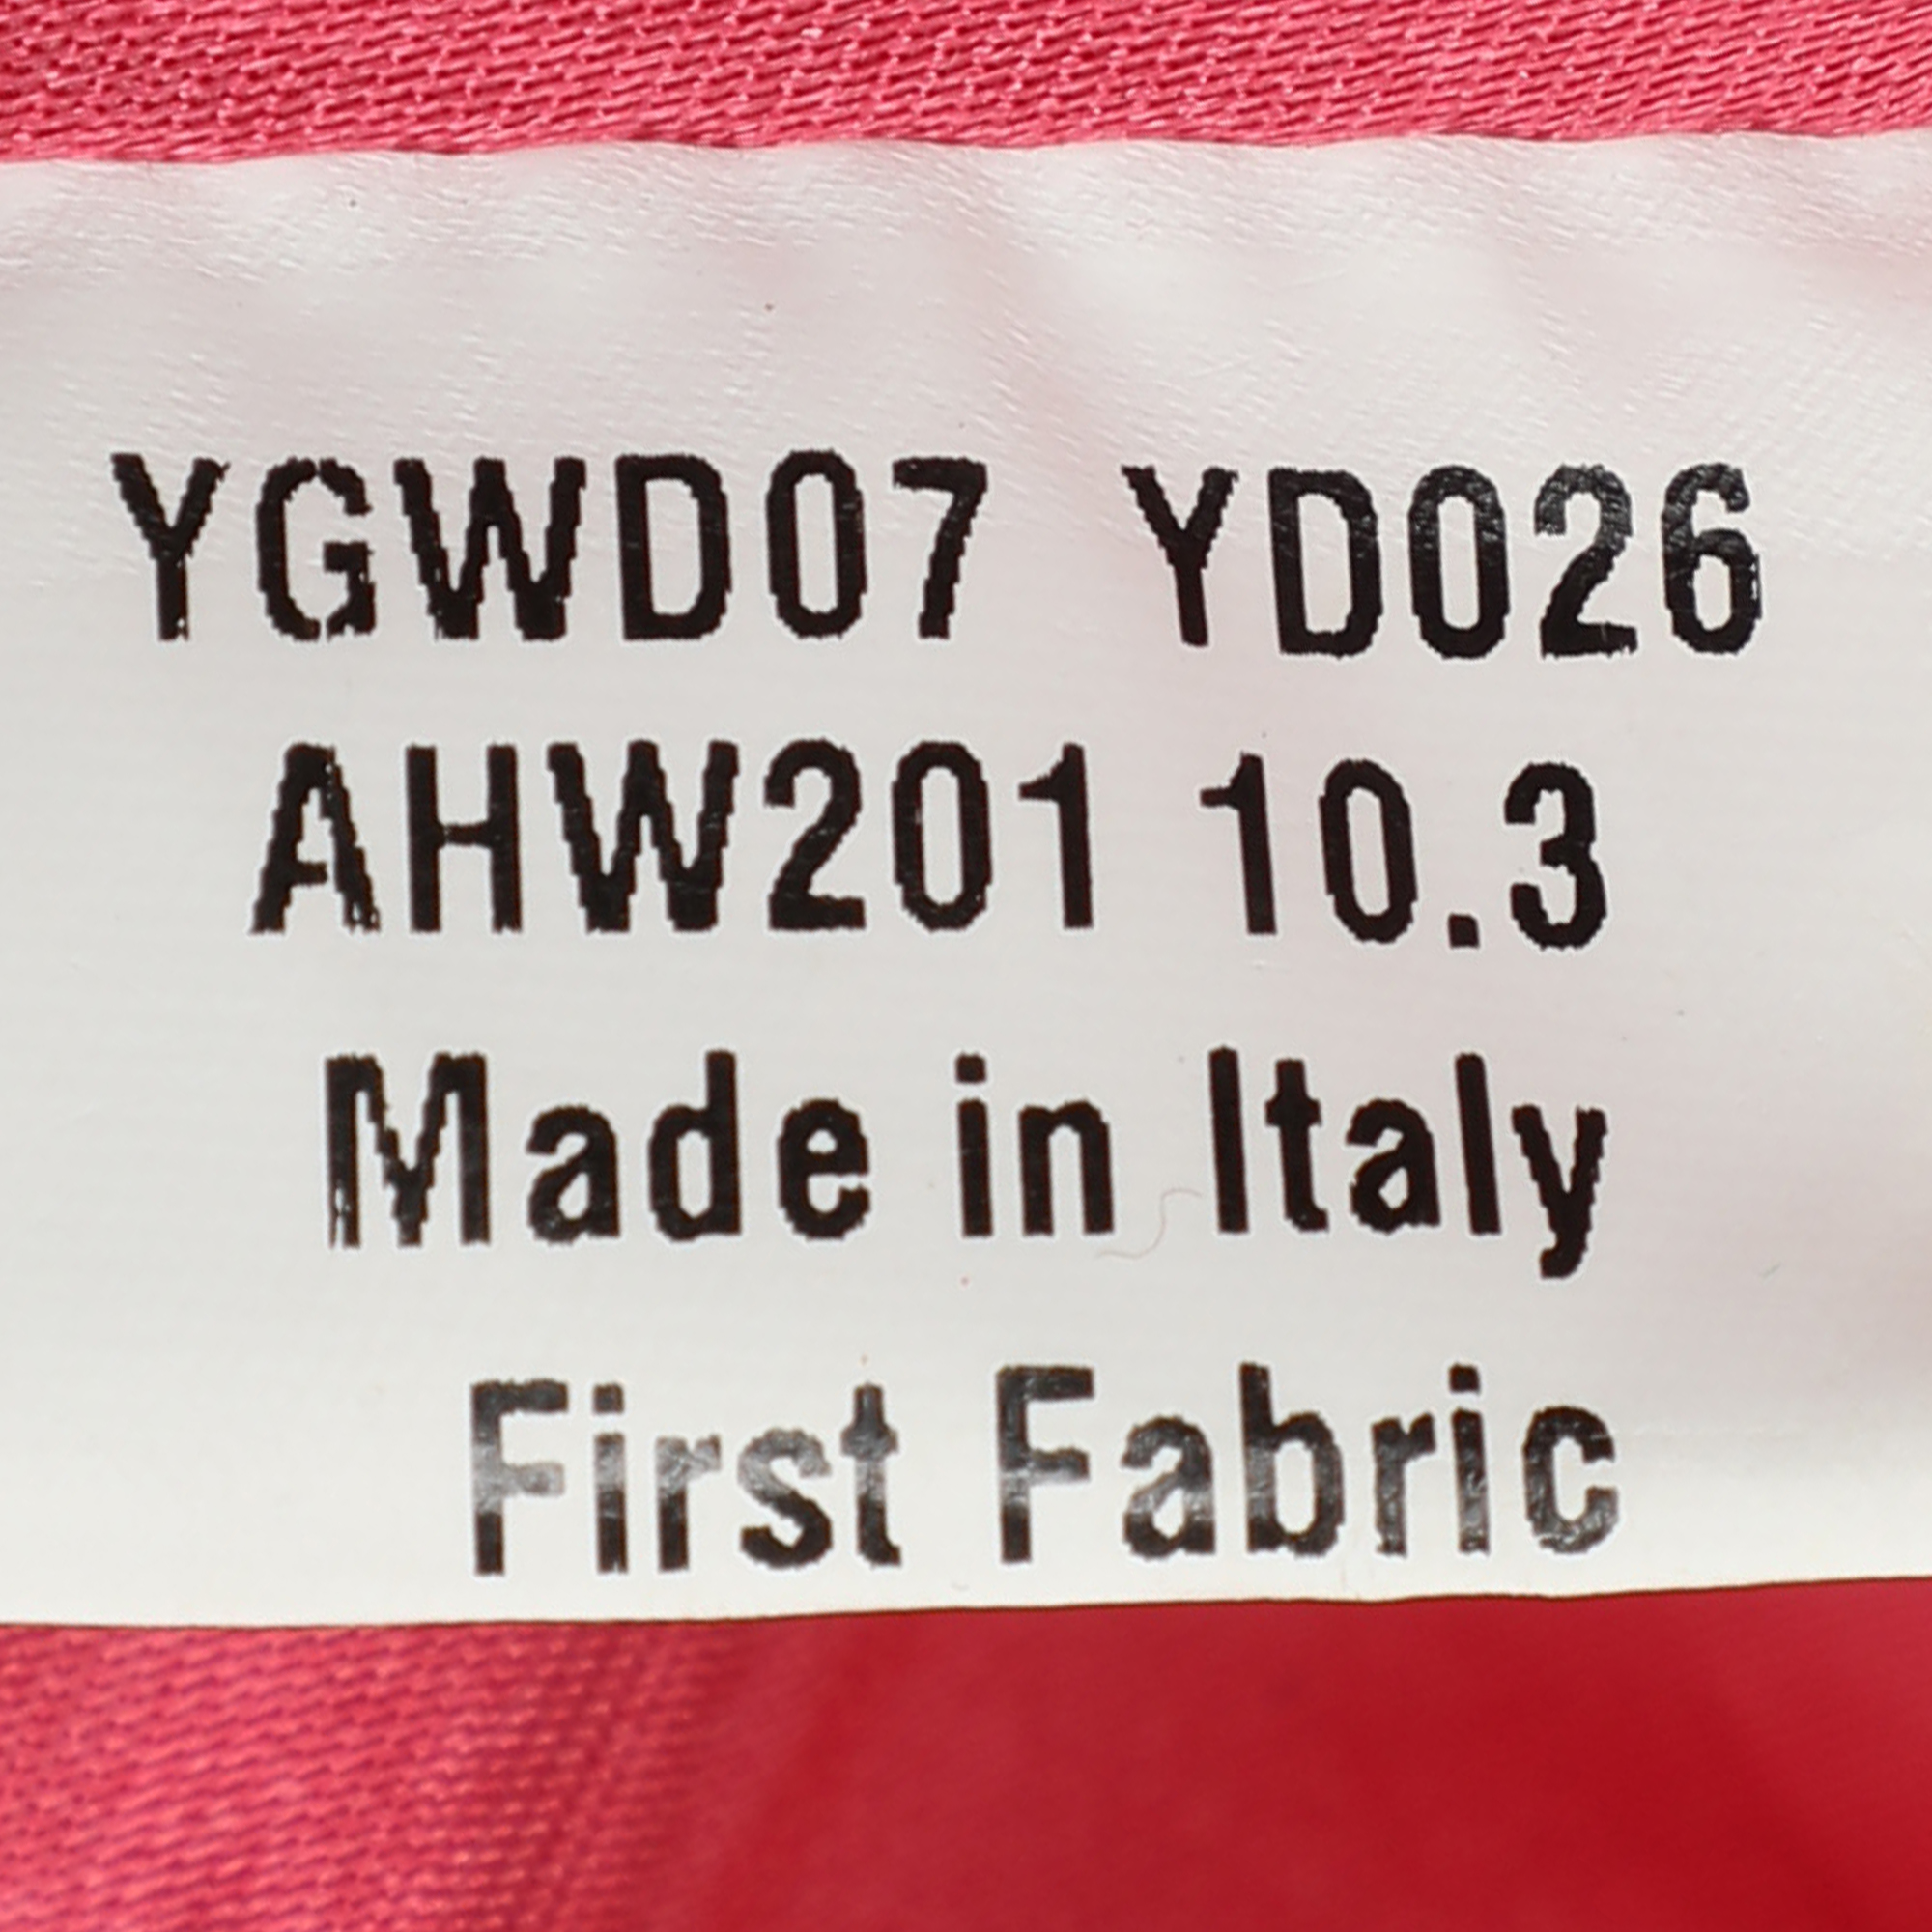 YGWD07 YD026
AHW201 10.3
Made in Italy
First Fabric